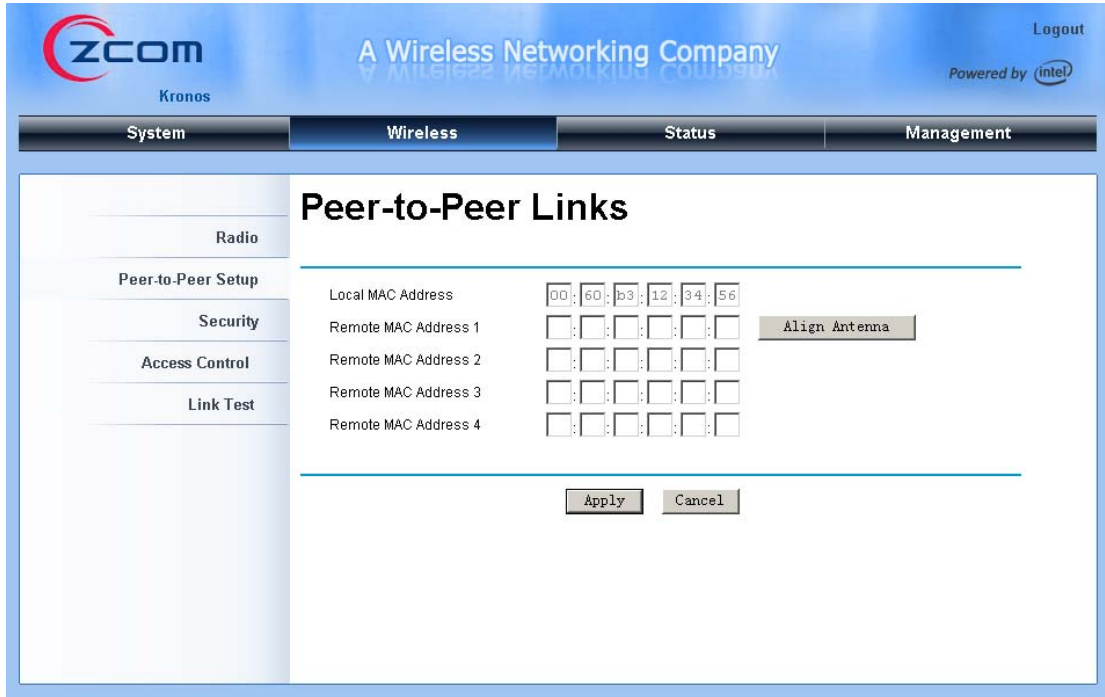 zcom
A Wireless Networking Company
Logout
Powered by intel
Kronos
System Wireless Status Management
Peer-to-Peer Links
Radio
Peer-to-Peer Setup
Security
Access Control
Link Test
Local MAC Address 00:60:b3:12:34:56
Remote MAC Address 1 : : : : : Align Antenna
Remote MAC Address 2 : : : : :
Remote MAC Address 3 : : : : :
Remote MAC Address 4 : : : : :
Apply Cancel